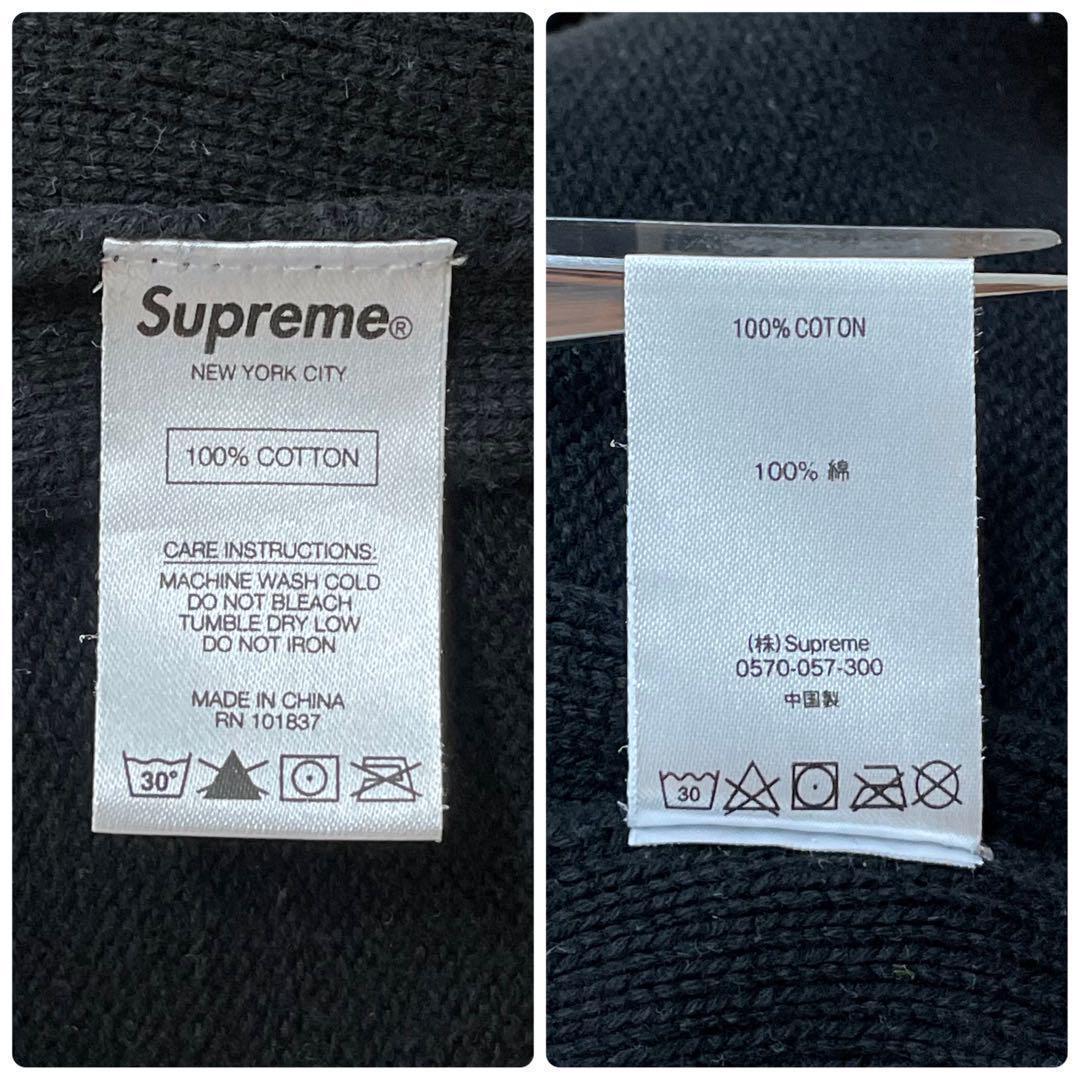 Supreme®
NEW YORK CITY
100% COTTON
CARE INSTRUCTIONS:
MACHINE WASH COLD
DO NOT BLEACH
TUMBLE DRY LOW
DO NOT IRON
MADE IN CHINA
RN 101837
30°
100% COTON
100% 綿
(株)Supreme
0570-057-300
中国製
30